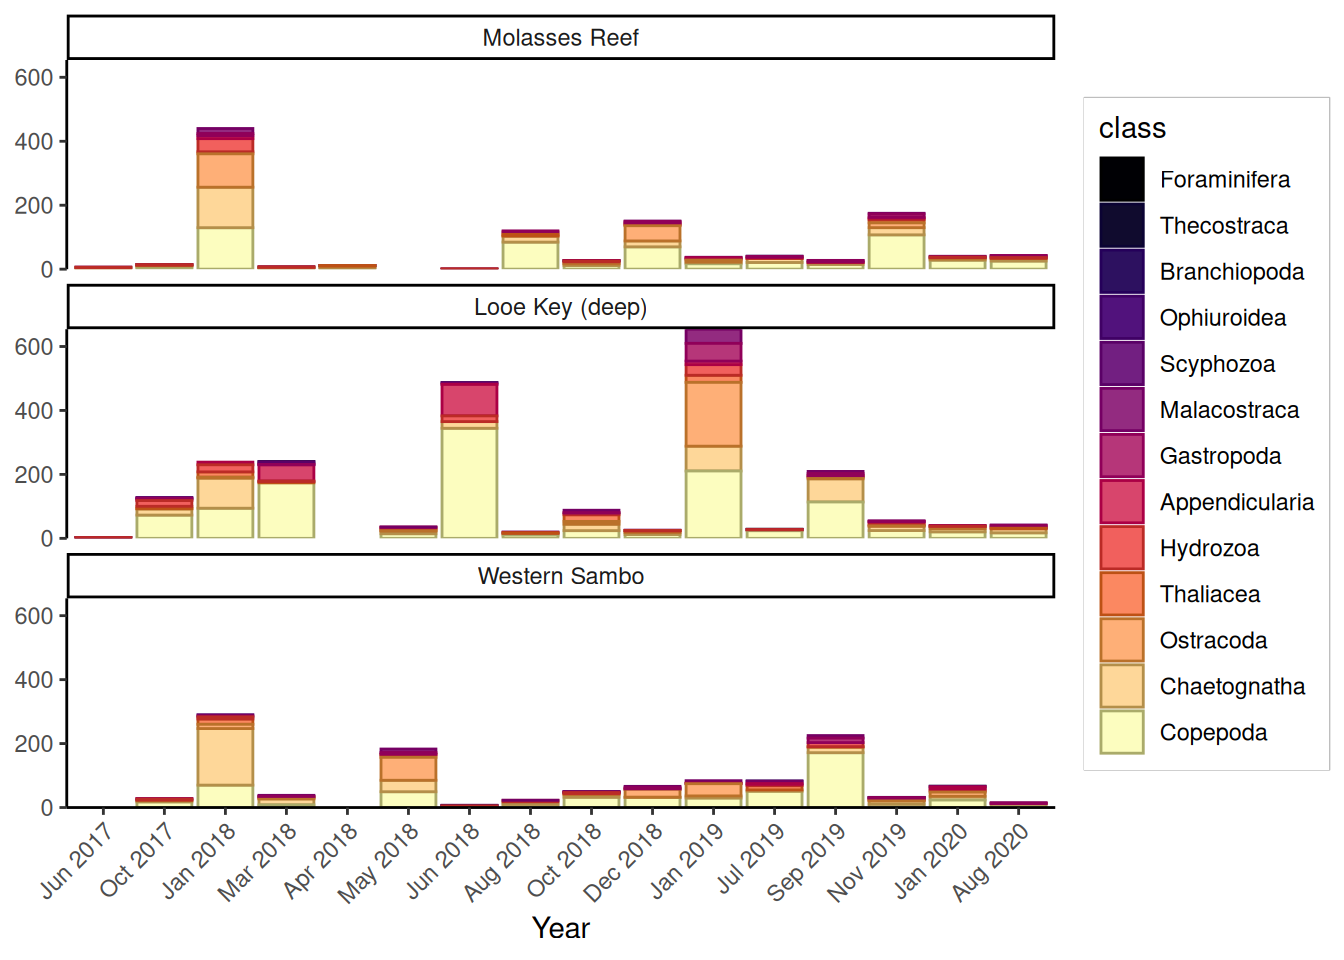 Molasses Reef
600
400
200
0
Looe Key (deep)
600
400
200
0
Western Sambo
600
400
200
0
Jun 2017
Oct 2017
Jan 2018
Mar 2018
Apr 2018
May 2018
Jun 2018
Aug 2018
Oct 2018
Dec 2018
Jan 2019
Jul 2019
Sep 2019
Nov 2019
Jan 2020
Aug 2020
Year
class
Foraminifera
Thecostraca
Branchiopoda
Ophiuroidea
Scyphozoa
Malacostraca
Gastropoda
Appendicularia
Hydrozoa
Thaliacea
Ostracoda
Chaetognatha
Copepoda